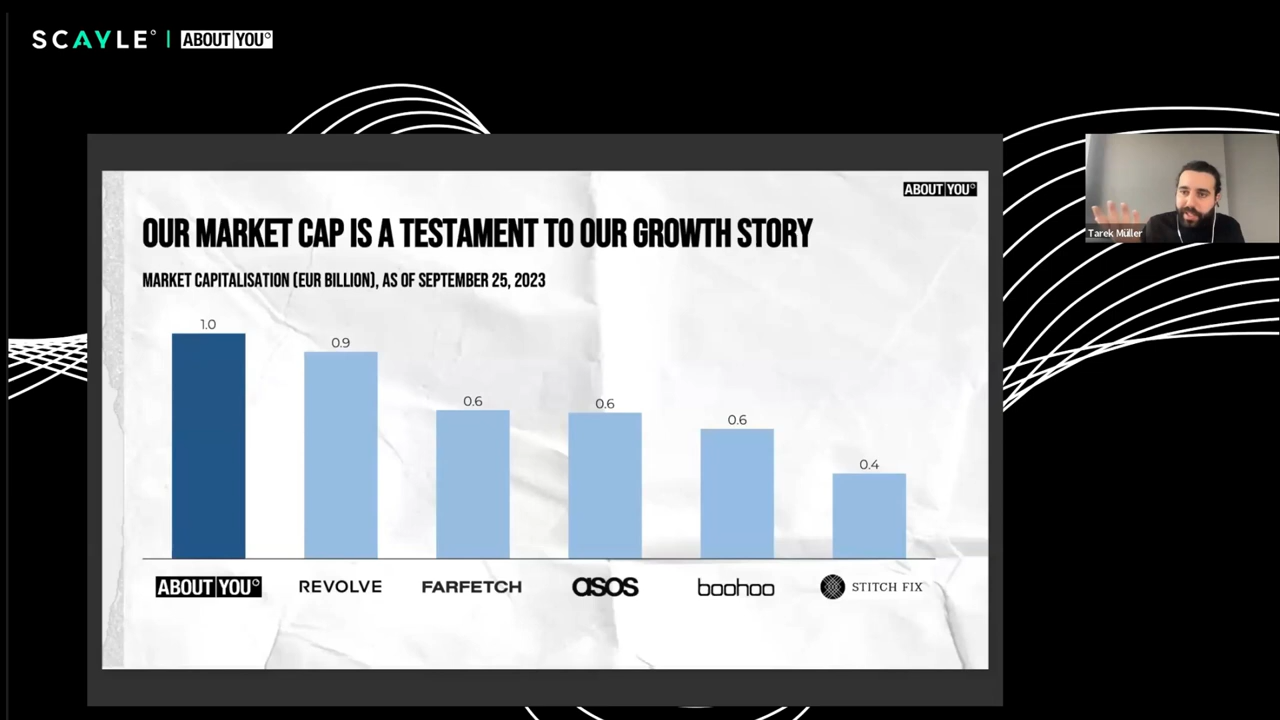 SCAYLE° | ABOUT YOU°
ABOUT YOU°
OUR MARKET CAP IS A TESTAMENT TO OUR GROWTH STORY
MARKET CAPITALISATION (EUR BILLION), AS OF SEPTEMBER 25, 2023
1.0
0.9
0.6
0.6
0.6
0.4
ABOUT YOU° REVOLVE FARFETCH asos boohoo STITCH FIX
Tarek Müller